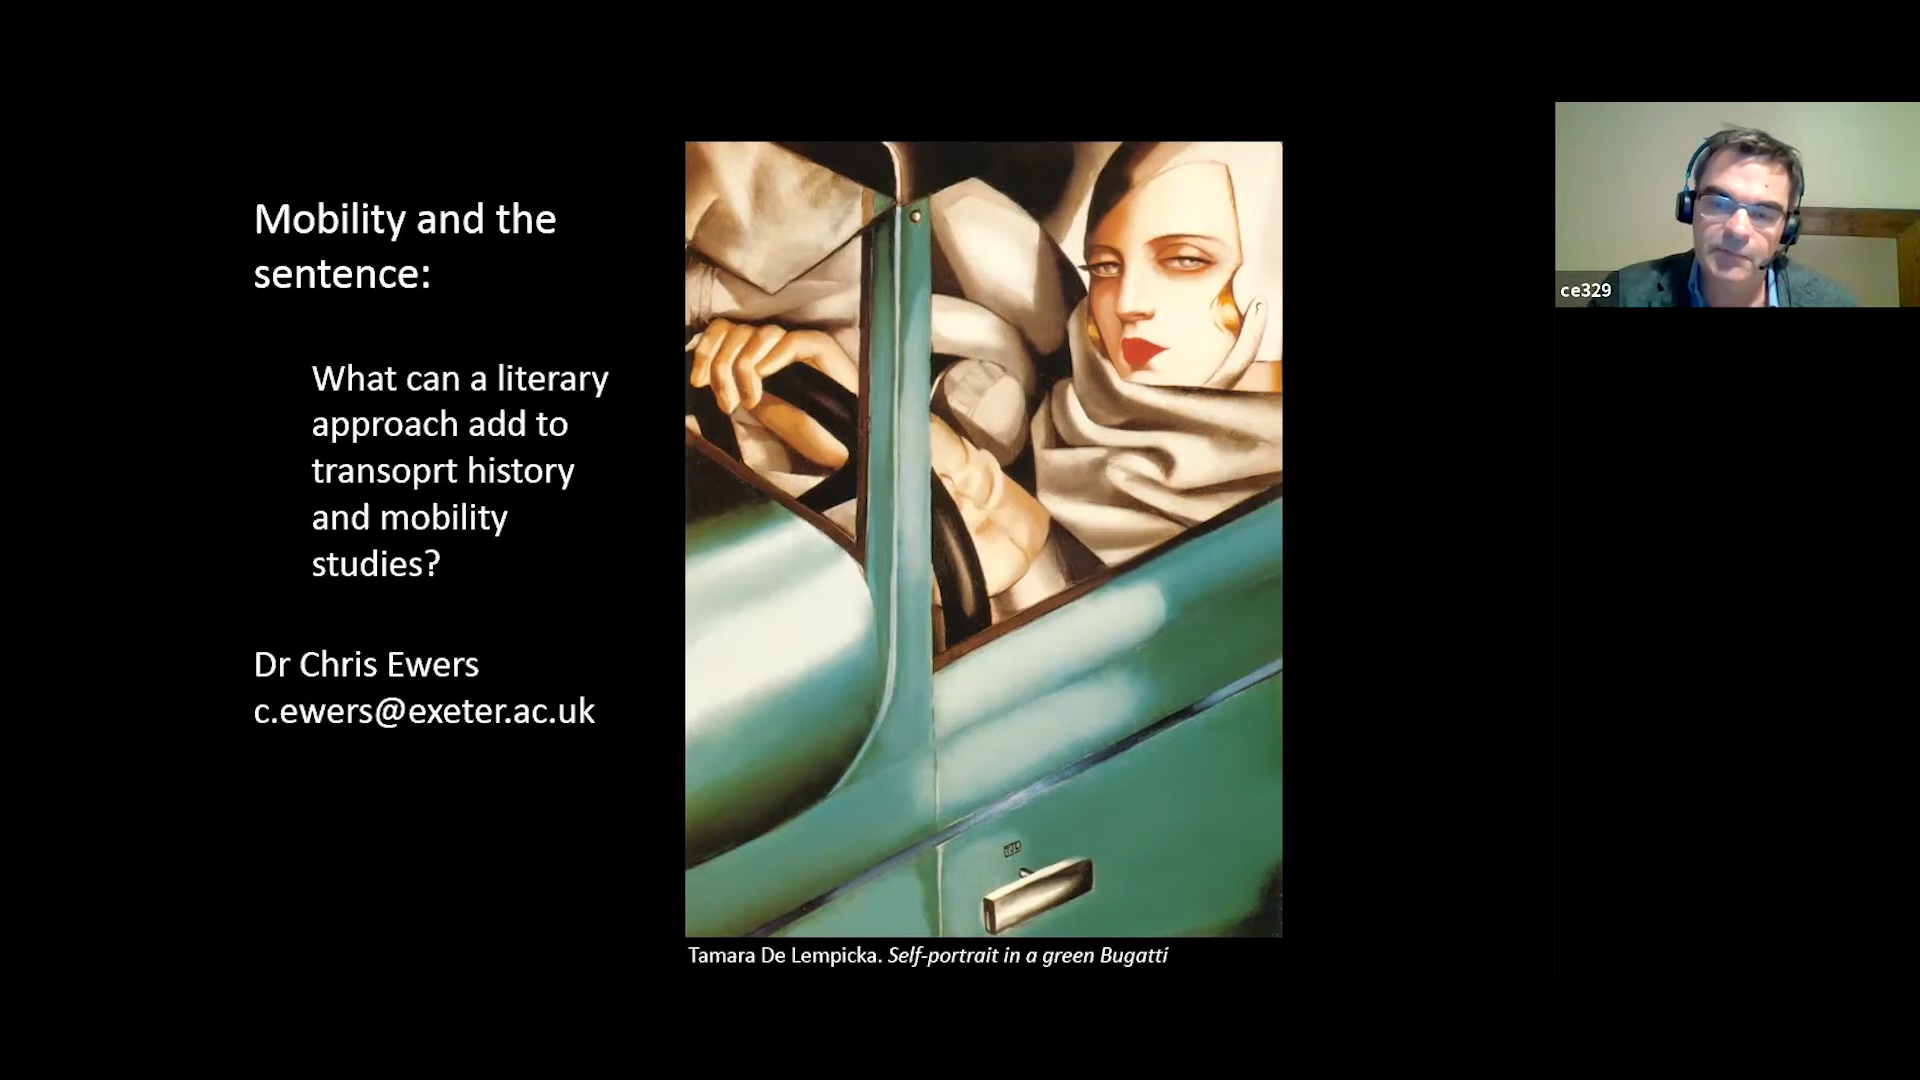 Mobility and the
sentence:
What can a literary
approach add to
transoprt history
and mobility
studies?
Dr Chris Ewers
c.ewers@exeter.ac.uk
Tamara De Lempicka. Self-portrait in a green Bugatti
ce329